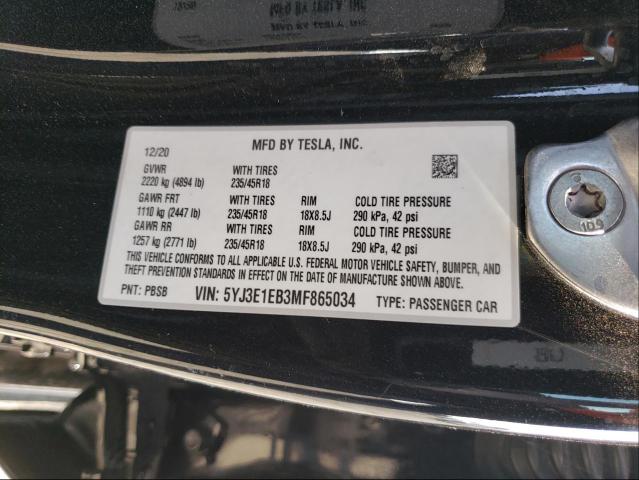 MFD BY TESLA, INC.
12/20
GVWR WITH TIRES
2220 kg (4894 lb) 235/45R18
GAWR FRT WITH TIRES RIM COLD TIRE PRESSURE
1110 kg (2447 lb) 235/45R18 18X8.5J 290 kPa, 42 psi
GAWR RR WITH TIRES RIM COLD TIRE PRESSURE
1257 kg (2771 lb) 235/45R18 18X8.5J 290 kPa, 42 psi
THIS VEHICLE CONFORMS TO ALL APPLICABLE U.S. FEDERAL MOTOR VEHICLE SAFETY, BUMPER, AND
THEFT PREVENTION STANDARDS IN EFFECT ON THE DATE OF MANUFACTURE SHOWN ABOVE.
PNT: PBSB VIN: 5YJ3E1EB3MF865034 TYPE: PASSENGER CAR
10.9